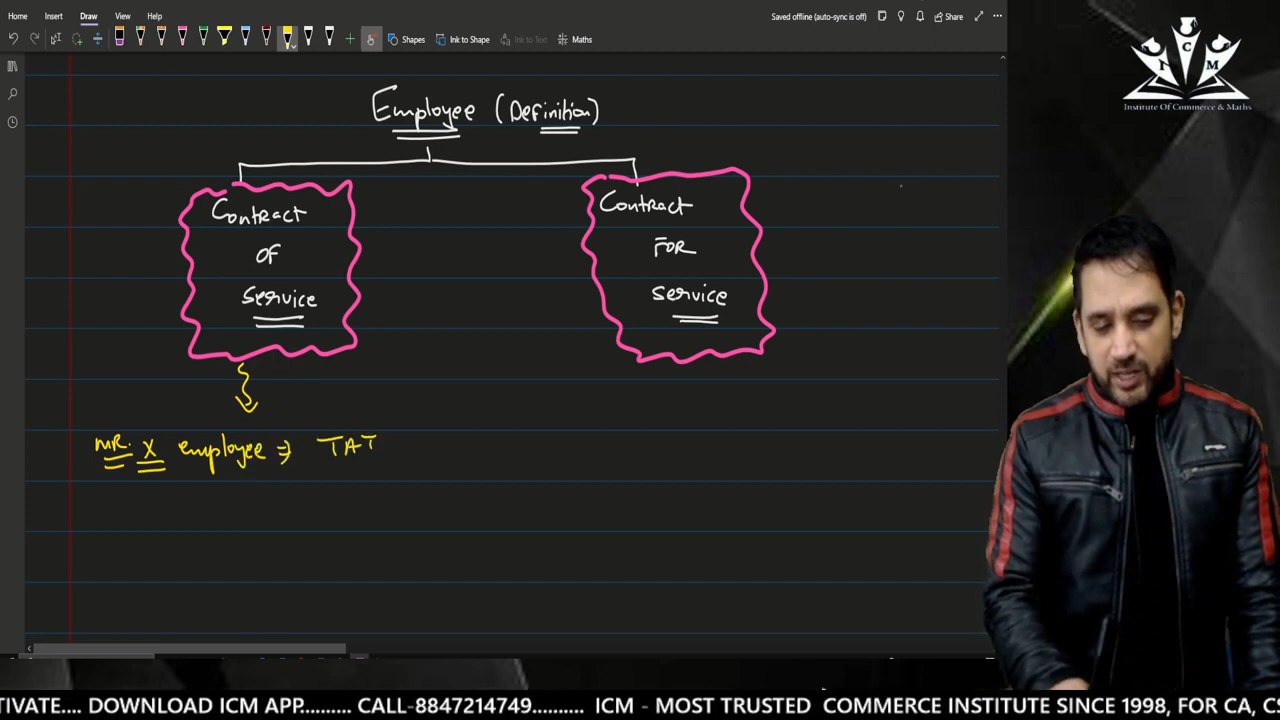 Home Insert Draw View Help
Saved offline (auto-sync is off) Share
Shapes Ink to Shape Ink to Text Maths
Employee (Definition)
Contract
OF
Service
Contract
FOR
Service
MR. X employee ⇒ TAT
ICM
Institute Of Commerce & Maths
TIVATE.... DOWNLOAD ICM APP......... CALL-8847214749.......... ICM - MOST TRUSTED COMMERCE INSTITUTE SINCE 1998, FOR CA, CS